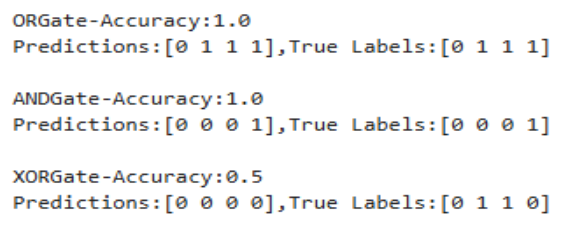 ORGate-Accuracy:1.0
Predictions:[0 1 1 1],True Labels:[0 1 1 1]
ANDGate-Accuracy:1.0
Predictions:[0 0 0 1],True Labels:[0 0 0 1]
XORGate-Accuracy:0.5
Predictions:[0 0 0 0],True Labels:[0 1 1 0]